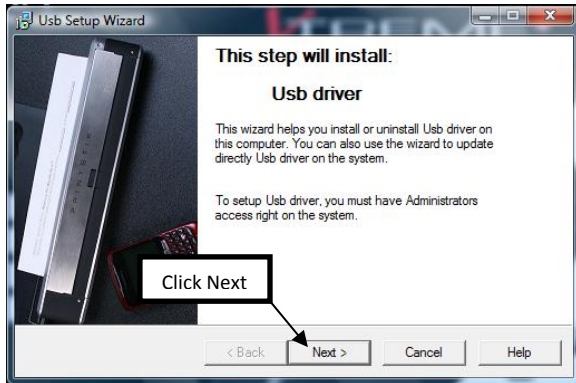 Usb Setup Wizard
This step will install:
Usb driver
This wizard helps you install or uninstall Usb driver on
this computer. You can also use the wizard to update
directly Usb driver on the system.
To setup Usb driver, you must have Administrators
access right on the system.
PRINTSTIK
Click Next
< Back
Next >
Cancel
Help